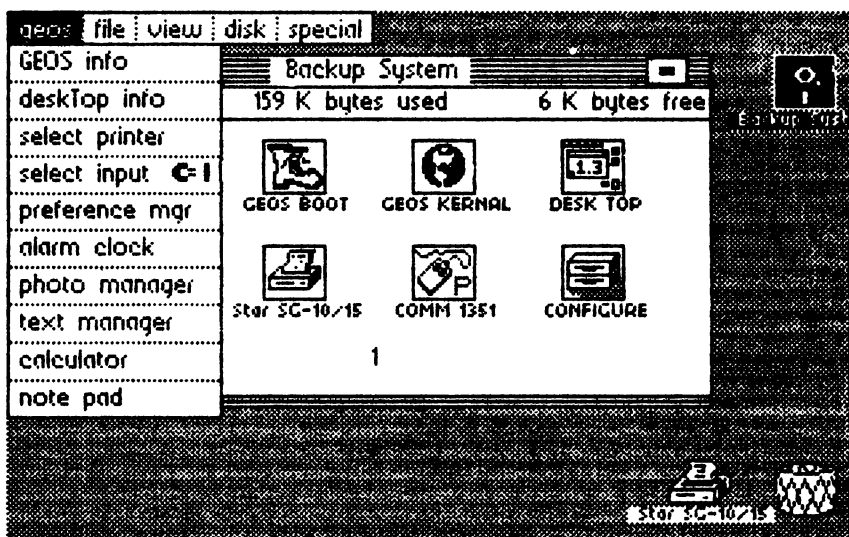 geos file view disk special
GEOS info
deskTop info
select printer
select input C= I
preference mgr
alarm clock
photo manager
text manager
calculator
note pad
Backup System
159 K bytes used 6 K bytes free
GEOS BOOT GEOS KERNAL DESK TOP
1.3
Star SG-10/15 COMM 1351 CONFIGURE
P
1
Backup Syst
Star SG-10/15